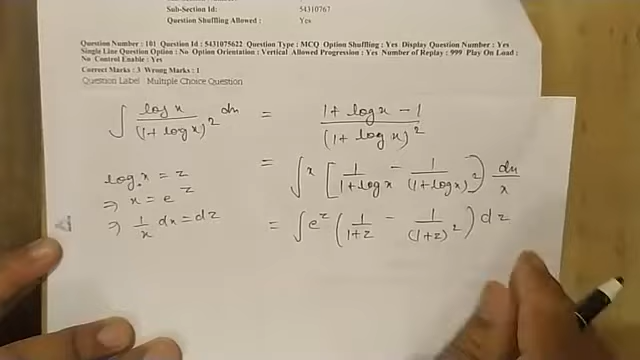 Sub-Section Id: 54310767
Question Shuffling Allowed : Yes
Question Number : 101 Question Id : 5431075622 Question Type : MCQ Option Shuffling : Yes Display Question Number : Yes
Single Line Question Option : No Option Orientation : Vertical Allowed Progression : Yes Number of Replay : 999 Play On Load :
No Control Enable : Yes
Correct Marks : 3 Wrong Marks : 1
Question Label : Multiple Choice Question
∫ log x / (1 + log x)² dx = (1 + log x − 1) / (1 + log x)²
log x = z
= ∫ x [ 1/(1+log x) − 1/(1+log x)² ) dx/x
⇒ x = e^z
⇒ 1/x dx = dz
= ∫ e^z ( 1/(1+z) − 1/(1+z)² ) dz